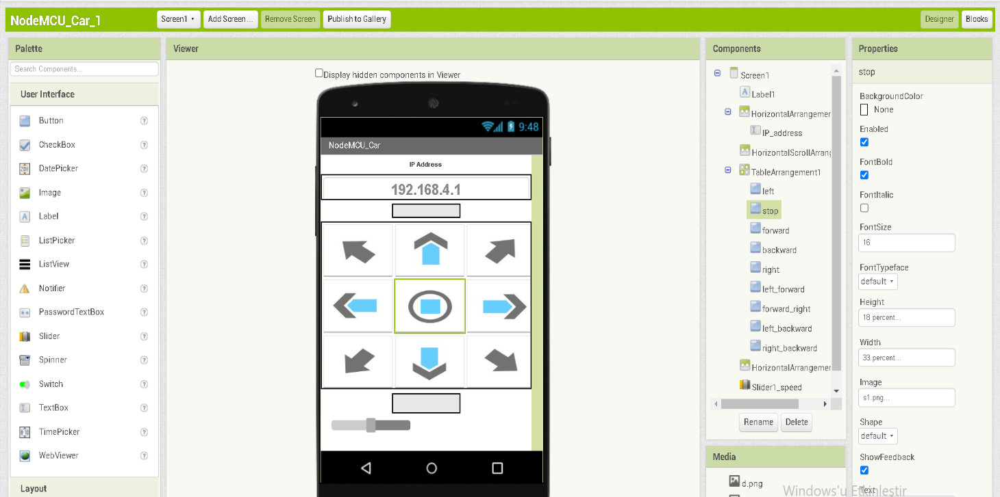 NodeMCU_Car_1
Screen1
Add Screen ...
Remove Screen
Publish to Gallery
Designer
Blocks
Palette
Search Components...
User Interface
Button
CheckBox
DatePicker
Image
Label
ListPicker
ListView
Notifier
PasswordTextBox
Slider
Spinner
Switch
TextBox
TimePicker
WebViewer
Layout
Viewer
Display hidden components in Viewer
9:48
NodeMCU_Car
IP Address
192.168.4.1
Components
Screen1
Label1
HorizontalArrangemer
IP_address
HorizontalScrollArrang
TableArrangement1
left
stop
forward
backward
right
left_forward
forward_right
left_backward
right_backward
HorizontalArrangemer
Slider1_speed
Rename
Delete
Media
d.png
Properties
stop
BackgroundColor
None
Enabled
FontBold
FontItalic
FontSize
16
FontTypeface
default
Height
18 percent...
Width
33 percent...
Image
s1.png...
Shape
default
ShowFeedback
Text
Windows'u Etkinleştir